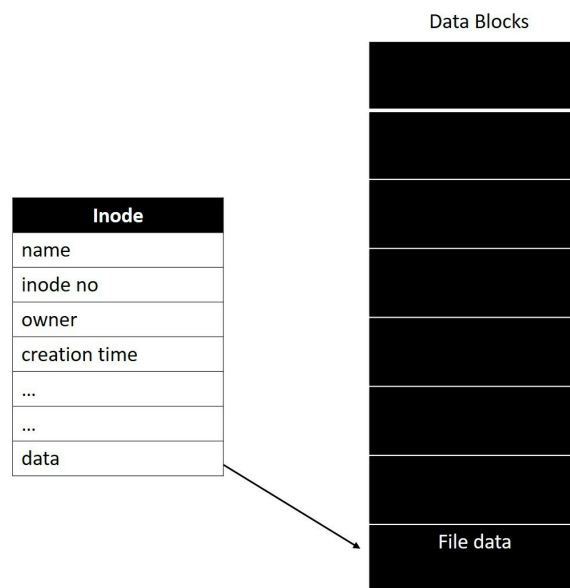 Data Blocks
Inode
name
inode no
owner
creation time
...
...
data
File data